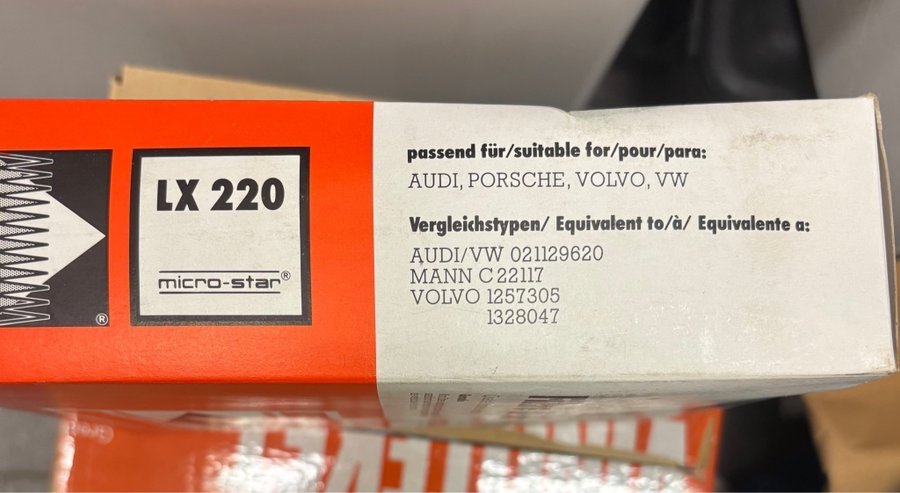 LX 220
micro-star®
®
passend für/suitable for/pour/para:
AUDI, PORSCHE, VOLVO, VW
Vergleichstypen/ Equivalent to/à/ Equivalente a:
AUDI/VW 021129620
MANN C 22117
VOLVO 1257305
1328047